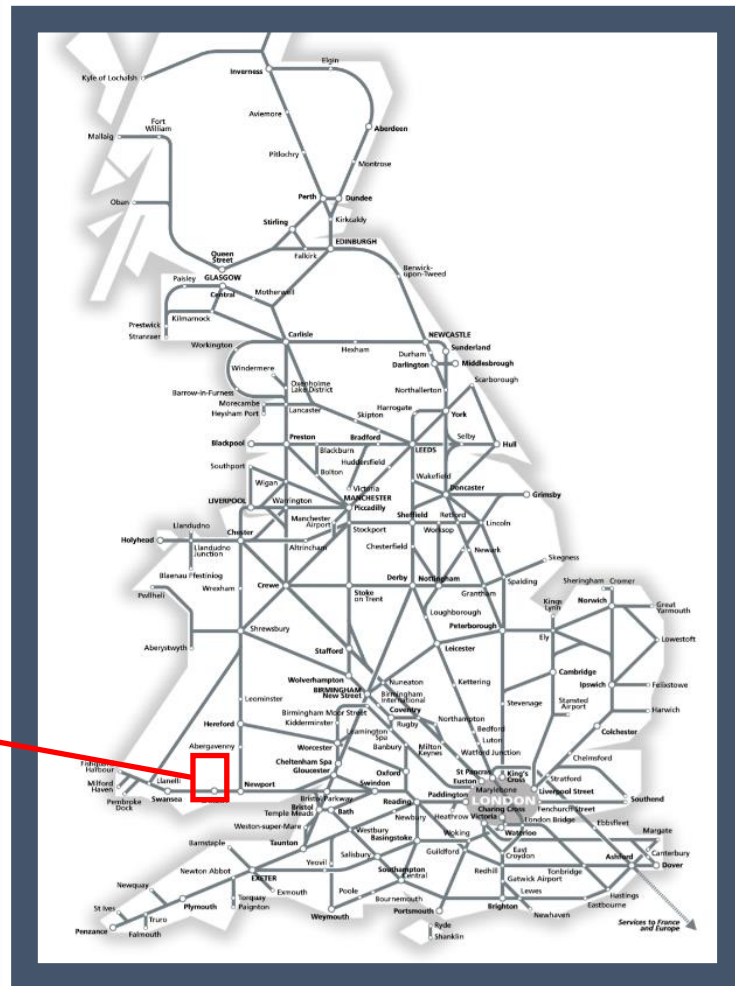 Elgin
Inverness
Kyle of Lochalsh
Aviemore
Fort
William
Mallaig
Aberdeen
Pitlochry
Montrose
Oban
Perth
Dundee
Stirling
Kirkcaldy
EDINBURGH
Queen
Street
Falkirk
Berwick-
upon-Tweed
Paisley
GLASGOW
Central
Motherwell
Prestwick
Kilmarnock
Stranraer
Carlisle
NEWCASTLE
Workington
Hexham
Sunderland
Durham
Darlington
Middlesbrough
Windermere
Scarborough
Oxenholme
Lake District
Barrow-in-Furness
Northallerton
Morecambe
Heysham Port
Lancaster
Harrogate
Skipton
York
Blackpool
Preston
Bradford
LEEDS
Selby
Hull
Blackburn
Southport
Huddersfield
Bolton
Wigan
Wakefield
Victoria
Doncaster
LIVERPOOL
Warrington
MANCHESTER
Piccadilly
Grimsby
Manchester
Airport
Stockport
Sheffield
Retford
Worksop
Lincoln
Llandudno
Holyhead
Llandudno
Junction
Chester
Altrincham
Chesterfield
Newark
Skegness
Blaenau Ffestiniog
Wrexham
Crewe
Stoke
on Trent
Derby
Nottingham
Grantham
Spalding
Sheringham
Cromer
Pwllheli
Kings
Lynn
Norwich
Great
Yarmouth
Loughborough
Peterborough
Ely
Shrewsbury
Aberystwyth
Stafford
Leicester
Lowestoft
Wolverhampton
BIRMINGHAM
New Street
Nuneaton
Birmingham
International
Kettering
Cambridge
Ipswich
Felixstowe
Leominster
Birmingham Moor Street
Kidderminster
Coventry
Rugby
Stevenage
Stansted
Airport
Harwich
Hereford
Leamington
Spa
Northampton
Bedford
Colchester
Abergavenny
Worcester
Banbury
Milton
Keynes
Luton
Watford Junction
Chelmsford
Cheltenham Spa
Gloucester
Oxford
St Pancras
Euston
King's
Cross
Stratford
Harbour
Milford
Haven
Llanelli
Newport
Swindon
Marylebone
Liverpool Street
Pembroke
Dock
Swansea
Bristol Parkway
Bristol
Temple Meads
Bath
Reading
Paddington
LONDON
Fenchurch Street
Southend
Charing Cross
Heathrow
Victoria
London Bridge
Waterloo
Ebbsfleet
Weston-super-Mare
Newbury
Westbury
Basingstoke
Woking
Margate
Barnstaple
Taunton
Salisbury
Guildford
East
Croydon
Canterbury
Ashford
Dover
Newton Abbot
EXETER
Yeovil
Southampton
Central
Redhill
Gatwick Airport
Tonbridge
Newquay
Exmouth
Poole
Bournemouth
Lewes
Hastings
Eastbourne
St Ives
Truro
Plymouth
Torquay
Paignton
Weymouth
Portsmouth
Brighton
Newhaven
Penzance
Falmouth
Ryde
Shanklin
Services to France
and Europe